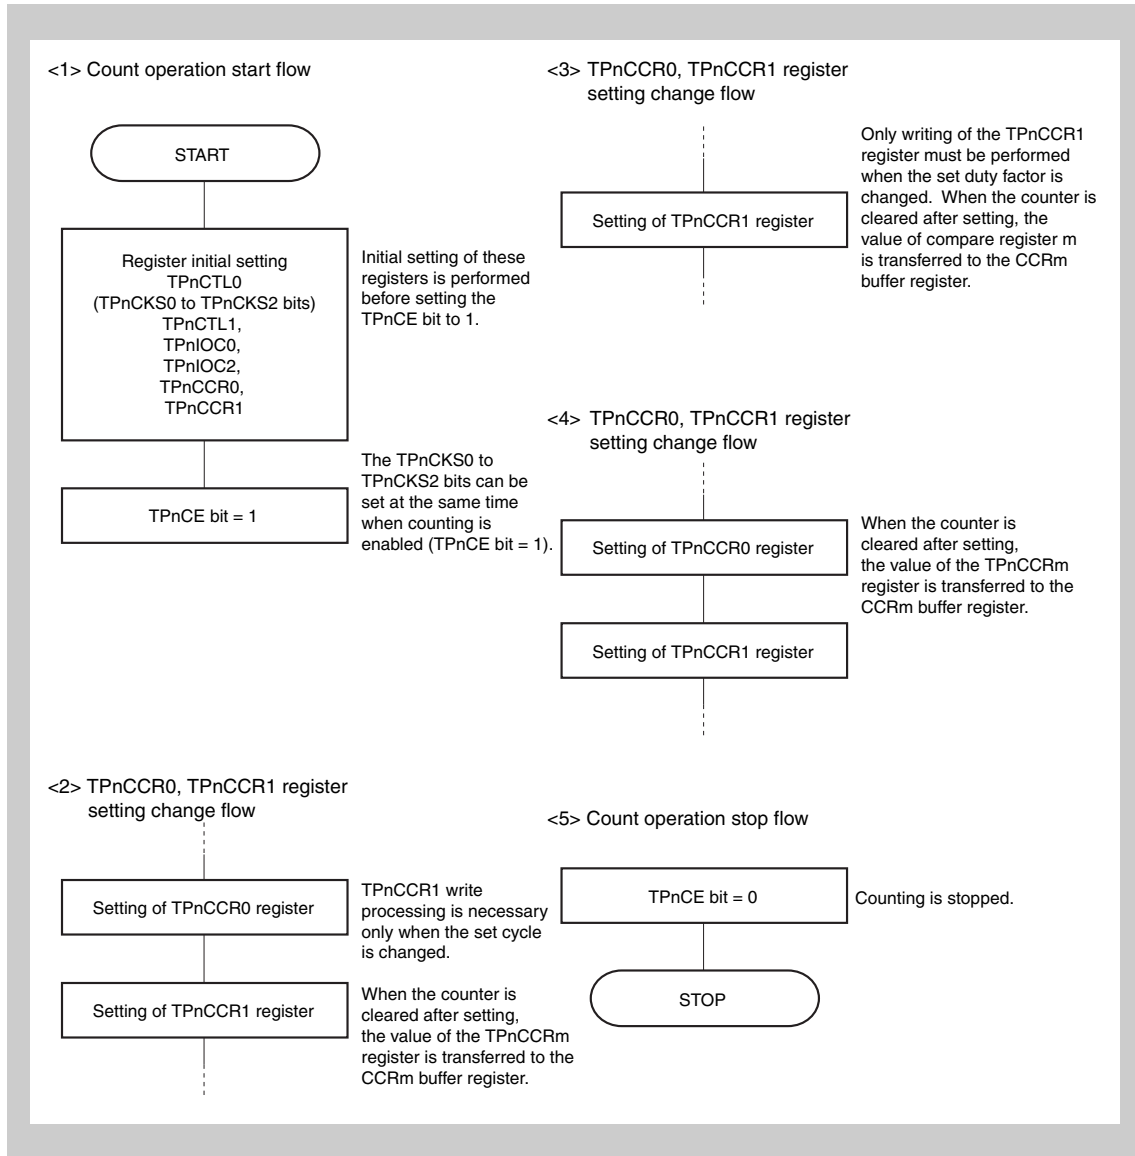 <1> Count operation start flow
START
Register initial setting
TPnCTL0
(TPnCKS0 to TPnCKS2 bits)
TPnCTL1,
TPnIOC0,
TPnIOC2,
TPnCCR0,
TPnCCR1
Initial setting of these
registers is performed
before setting the
TPnCE bit to 1.
TPnCE bit = 1
The TPnCKS0 to
TPnCKS2 bits can be
set at the same time
when counting is
enabled (TPnCE bit = 1).
<2> TPnCCR0, TPnCCR1 register
setting change flow
Setting of TPnCCR0 register
TPnCCR1 write
processing is necessary
only when the set cycle
is changed.
Setting of TPnCCR1 register
When the counter is
cleared after setting,
the value of the TPnCCRm
register is transferred to the
CCRm buffer register.
<3> TPnCCR0, TPnCCR1 register
setting change flow
Setting of TPnCCR1 register
Only writing of the TPnCCR1
register must be performed
when the set duty factor is
changed. When the counter is
cleared after setting, the
value of compare register m
is transferred to the CCRm
buffer register.
<4> TPnCCR0, TPnCCR1 register
setting change flow
Setting of TPnCCR0 register
When the counter is
cleared after setting,
the value of the TPnCCRm
register is transferred to the
CCRm buffer register.
Setting of TPnCCR1 register
<5> Count operation stop flow
TPnCE bit = 0
Counting is stopped.
STOP